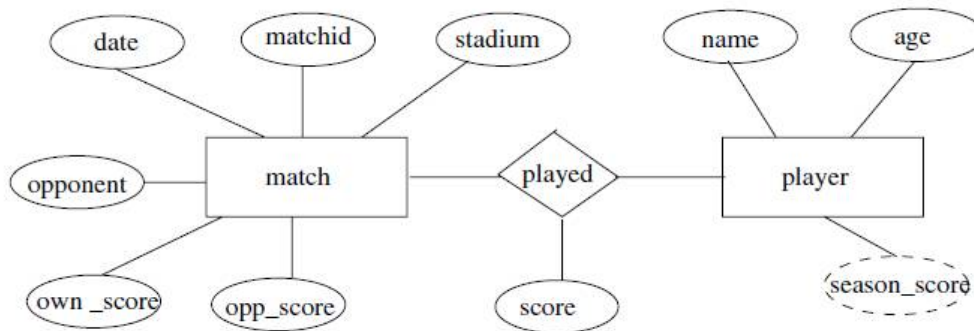 date
matchid
stadium
name
age
opponent
match
played
player
own _score
opp_score
score
season_score